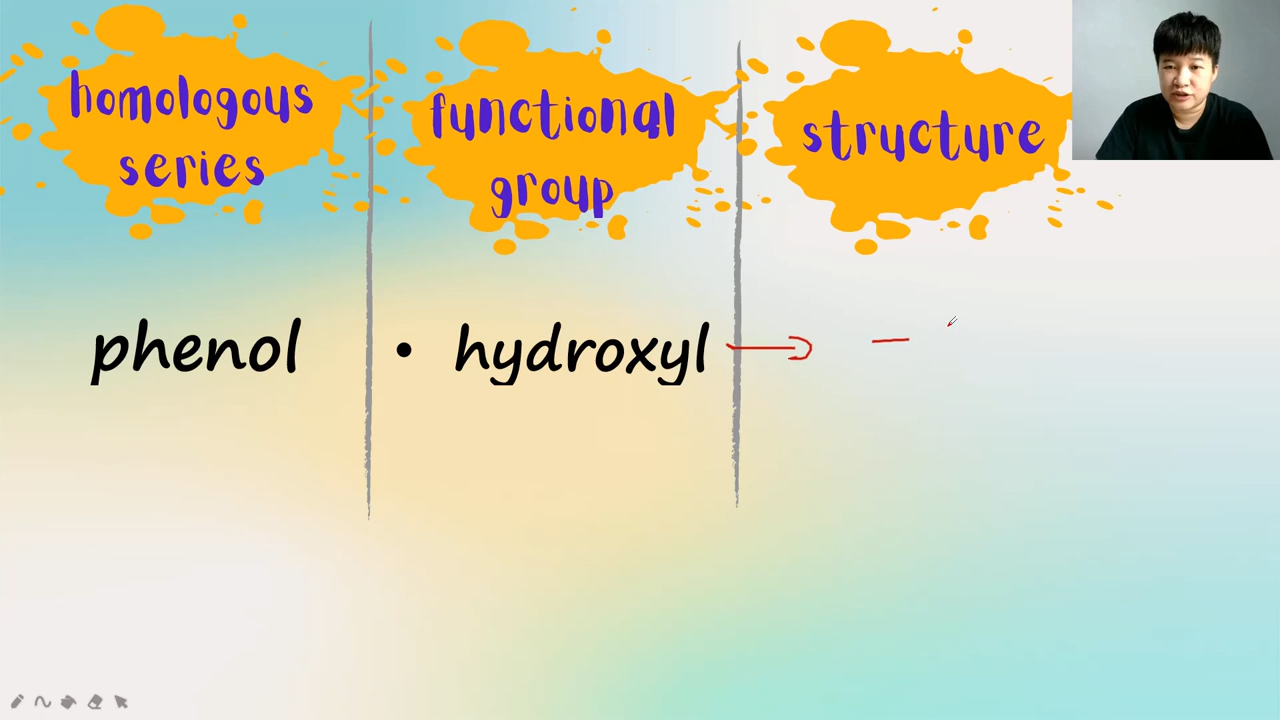 homologous
series
functional
group
structure
phenol
• hydroxyl